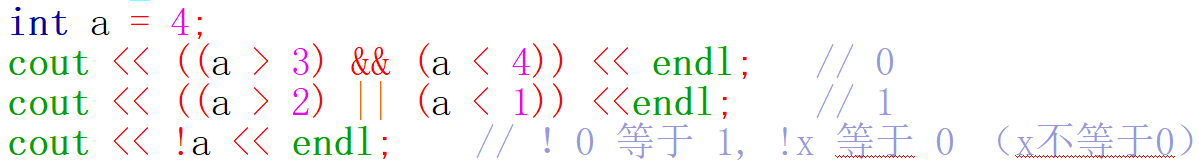 int a = 4;
cout << ((a > 3) && (a < 4)) << endl; // 0
cout << ((a > 2) || (a < 1)) <<endl; // 1
cout << !a << endl; // ！0 等于 1, !x 等于 0 （x不等于0）